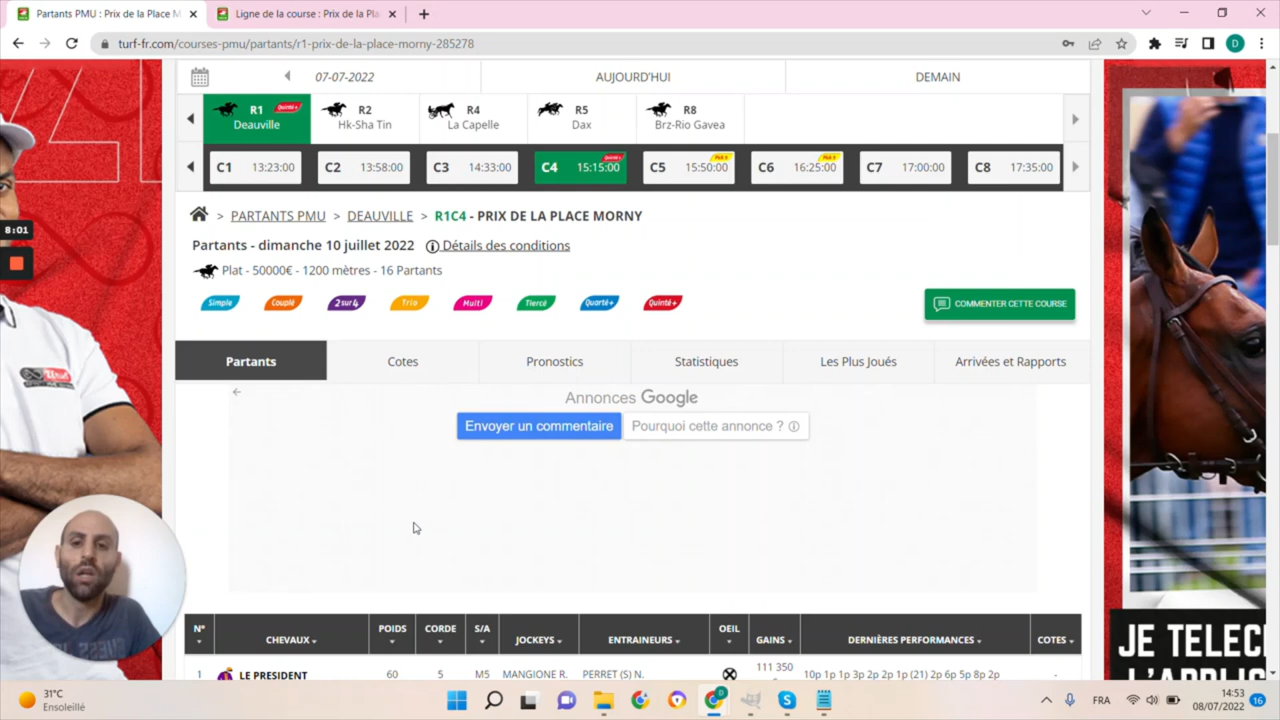 Partants PMU : Prix de la Place M
Ligne de la course : Prix de la Pla
turf-fr.com/courses-pmu/partants/r1-prix-de-la-place-morny-285278
D
07-07-2022 AUJOURD'HUI DEMAIN
R1 Quinté+ R2 R4 R5 R8
Deauville Hk-Sha Tin La Capelle Dax Brz-Rio Gavea
C1 13:23:00 C2 13:58:00 C3 14:33:00 C4 15:15:00 C5 15:50:00 C6 16:25:00 C7 17:00:00 C8 17:35:00
> PARTANTS PMU > DEAUVILLE > R1C4 - PRIX DE LA PLACE MORNY
8:01
Partants - dimanche 10 juillet 2022 Détails des conditions
Plat - 50000€ - 1200 mètres - 16 Partants
Simple Couplé 2sur4 Trio Multi Tiercé Quarté+ Quinté+
COMMENTER CETTE COURSE
Partants Cotes Pronostics Statistiques Les Plus Joués Arrivées et Rapports
Annonces Google
Envoyer un commentaire Pourquoi cette annonce ?
N° CHEVAUX POIDS CORDE S/A JOCKEYS ENTRAINEURS OEIL GAINS DERNIÈRES PERFORMANCES COTES
1 LE PRESIDENT 60 5 M5 MANGIONE R. PERRET (S) N. 111 350 10p 1p 1p 3p 2p 2p 1p (21) 2p 6p 5p 8p 2p -
JE TELEC
L'APPLIC
31°C
Ensoleillé
FRA
14:53
08/07/2022
16